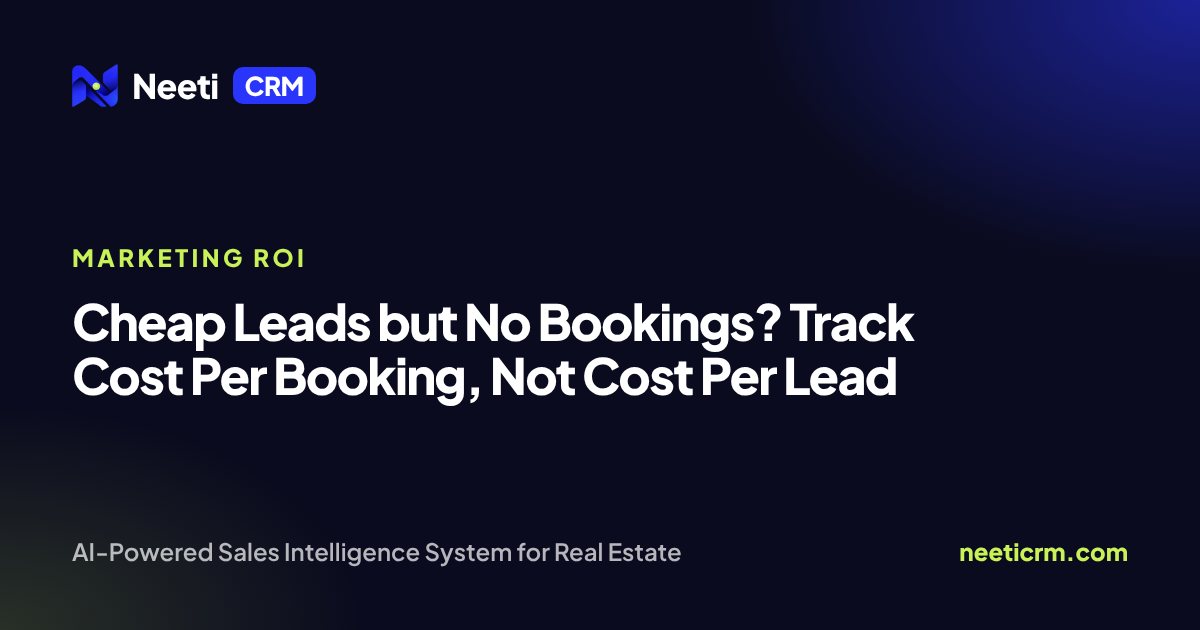 Neeti CRM
MARKETING ROI
Cheap Leads but No Bookings? Track
Cost Per Booking, Not Cost Per Lead
AI-Powered Sales Intelligence System for Real Estate
neeticrm.com